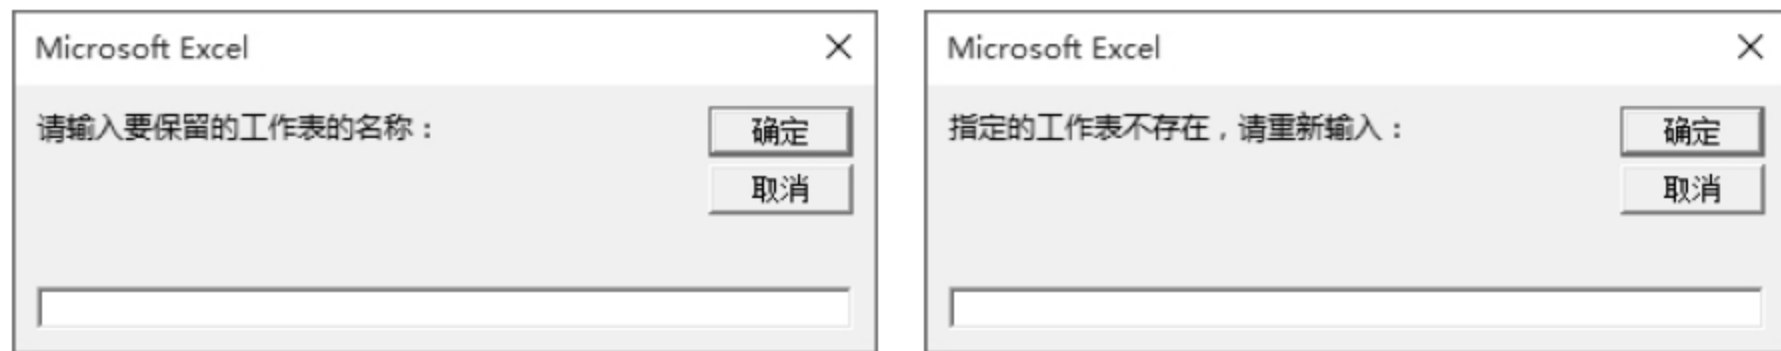 Microsoft Excel
请输入要保留的工作表的名称：
确定
取消
Microsoft Excel
指定的工作表不存在，请重新输入：
确定
取消